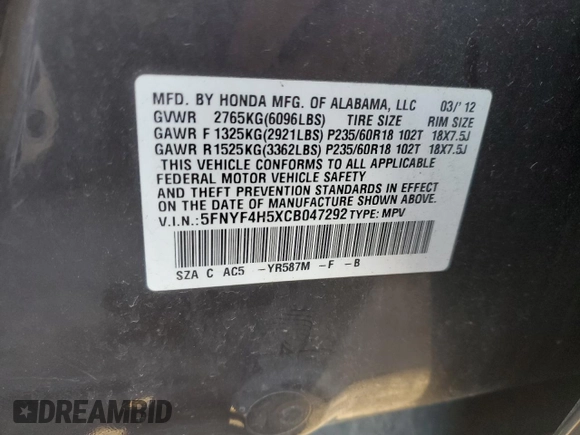 MFD. BY HONDA MFG. OF ALABAMA, LLC 03/'12
GVWR 2765KG(6096LBS) TIRE SIZE RIM SIZE
GAWR F 1325KG(2921LBS) P235/60R18 102T 18X7.5J
GAWR R1525KG(3362LBS) P235/60R18 102T 18X7.5J
THIS VEHICLE CONFORMS TO ALL APPLICABLE
FEDERAL MOTOR VEHICLE SAFETY
AND THEFT PREVENTION STANDARDS IN EFFECT
ON THE DATE OF MANUFACTURE SHOWN ABOVE.
V.I.N.: 5FNYF4H5XCB047292 TYPE: MPV
SZA C AC5 -YR587M -F -B
DREAMBID